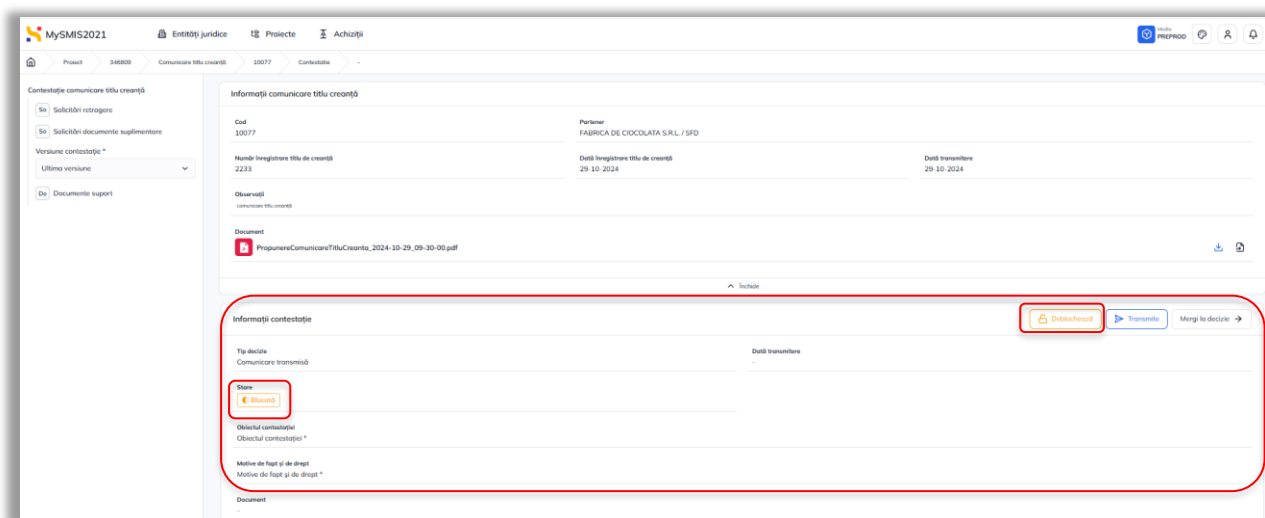 MySMIS2021 Entități juridice Proiecte Achiziții Mediu PREPROD
Proiect 346809 Comunicare titlu creanță 10077 Contestatie -
Contestație comunicare titlu creanță
So Solicitări retragere
So Solicitări documente suplimentare
Versiune contestație *
Ultima versiune
Do Documente suport
Informații comunicare titlu creanță
Cod Partener
10077 FABRICA DE CIOCOLATA S.R.L. / SFD
Număr înregistrare titlu de creanță Dată înregistrare titlu de creanță Dată transmitere
2233 29-10-2024 29-10-2024
Observații
comunicare titlu creanță
Document
PropunereComunicareTitluCreanta_2024-10-29_09-30-00.pdf
Închide
Informații contestație Deblochează Transmite Mergi la decizie
Tip decizie Dată transmitere
Comunicare transmisă -
Stare
Blocată
Obiectul contestației
Obiectul contestației *
Motive de fapt și de drept
Motive de fapt și de drept *
Document
-